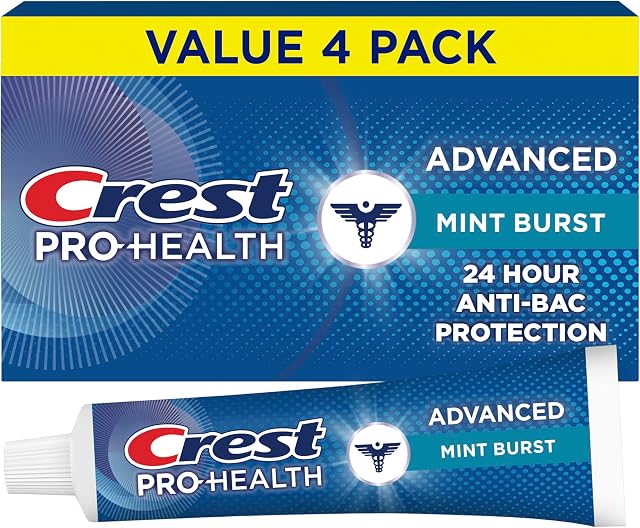 VALUE 4 PACK
Crest
PRO-HEALTH
ADVANCED
MINT BURST
24 HOUR
ANTI-BAC
PROTECTION
Crest
PRO-HEALTH
ADVANCED
MINT BURST